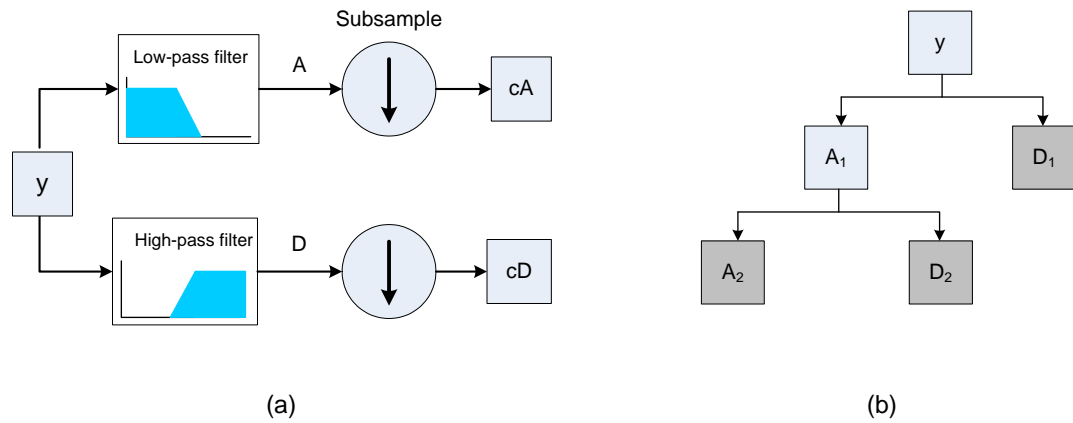 Subsample
Low-pass filter
A
cA
y
High-pass filter
D
cD
(a)
y
A₁
D₁
A₂
D₂
(b)